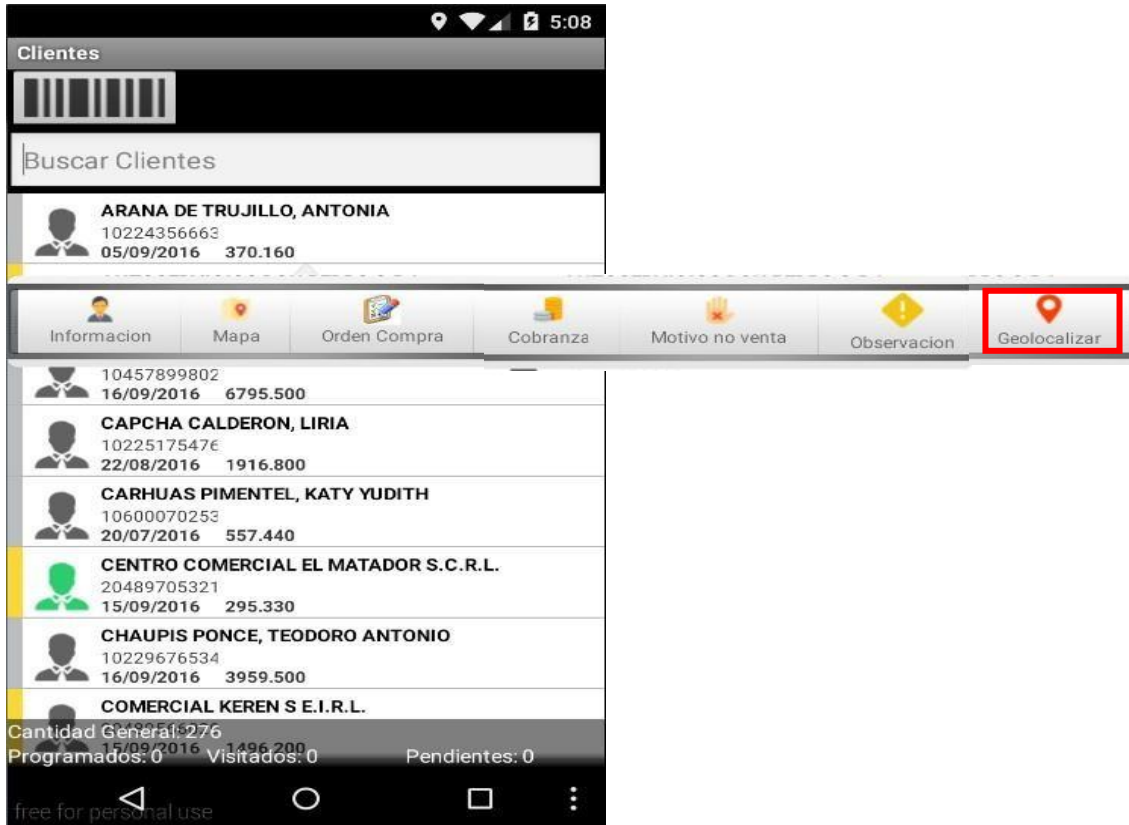 5:08
Clientes
Buscar Clientes
ARANA DE TRUJILLO, ANTONIA
10224356663
05/09/2016 370.160
Informacion Mapa Orden Compra Cobranza Motivo no venta Observacion Geolocalizar
10457899802
16/09/2016 6795.500
CAPCHA CALDERON, LIRIA
10225175476
22/08/2016 1916.800
CARHUAS PIMENTEL, KATY YUDITH
10600070253
20/07/2016 557.440
CENTRO COMERCIAL EL MATADOR S.C.R.L.
20489705321
15/09/2016 295.330
CHAUPIS PONCE, TEODORO ANTONIO
10229676534
16/09/2016 3959.500
COMERCIAL KEREN S E.I.R.L.
Cantidad General: 276
15/09/2016 1496.200
Programados: 0 Visitados: 0 Pendientes: 0
free for personal use